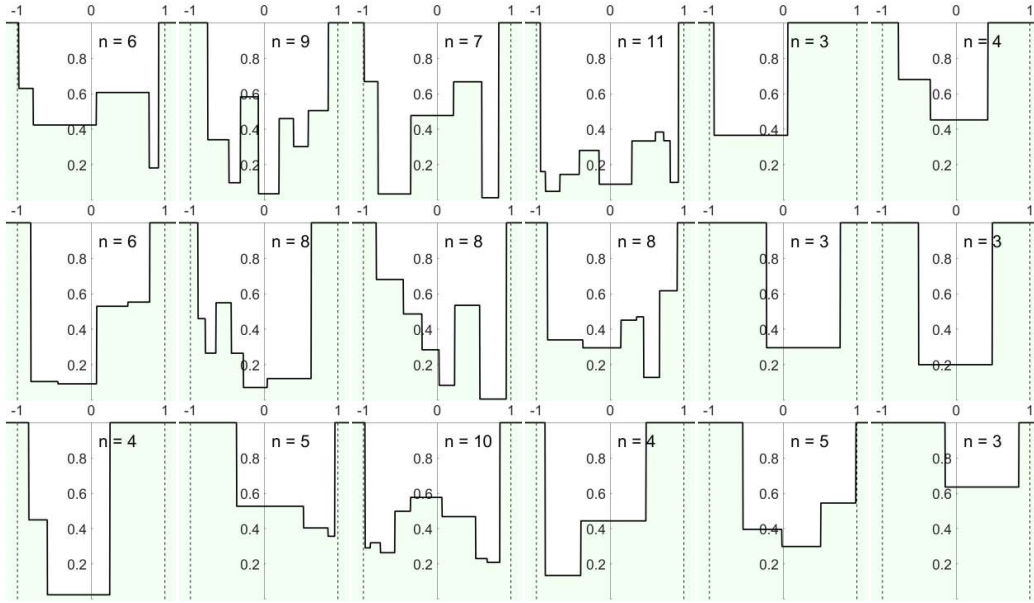 -1 0 1 -1 0 1 -1 0 1 -1 0 1 -1 0 1 -1 0 1
n = 6 n = 9 n = 7 n = 11 n = 3 n = 4
0.8 0.8 0.8 0.8 0.8 0.8
0.6 0.6 0.6 0.6 0.6 0.6
0.4 0.4 0.4 0.4 0.4 0.4
0.2 0.2 0.2 0.2 0.2 0.2
-1 0 1 -1 0 1 -1 0 1 -1 0 1 -1 0 1 -1 0 1
n = 6 n = 8 n = 8 n = 8 n = 3 n = 3
0.8 0.8 0.8 0.8 0.8 0.8
0.6 0.6 0.6 0.6 0.6 0.6
0.4 0.4 0.4 0.4 0.4 0.4
0.2 0.2 0.2 0.2 0.2 0.2
-1 0 1 -1 0 1 -1 0 1 -1 0 1 -1 0 1 -1 0 1
n = 4 n = 5 n = 10 n = 4 n = 5 n = 3
0.8 0.8 0.8 0.8 0.8 0.8
0.6 0.6 0.6 0.6 0.6 0.6
0.4 0.4 0.4 0.4 0.4 0.4
0.2 0.2 0.2 0.2 0.2 0.2